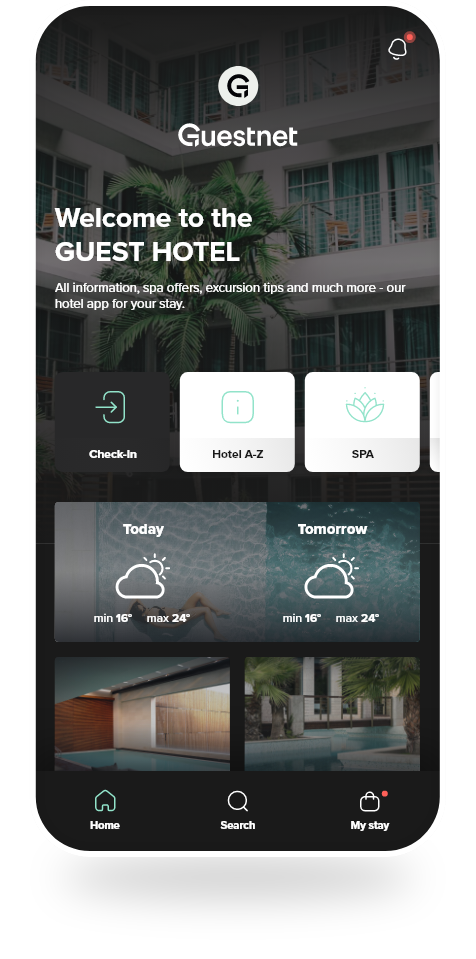 Guestnet
Welcome to the
GUEST HOTEL
All information, spa offers, excursion tips and much more - our
hotel app for your stay.
Check-In
Hotel A-Z
SPA
Today
Tomorrow
min 16° max 24°
min 16° max 24°
Home
Search
My stay